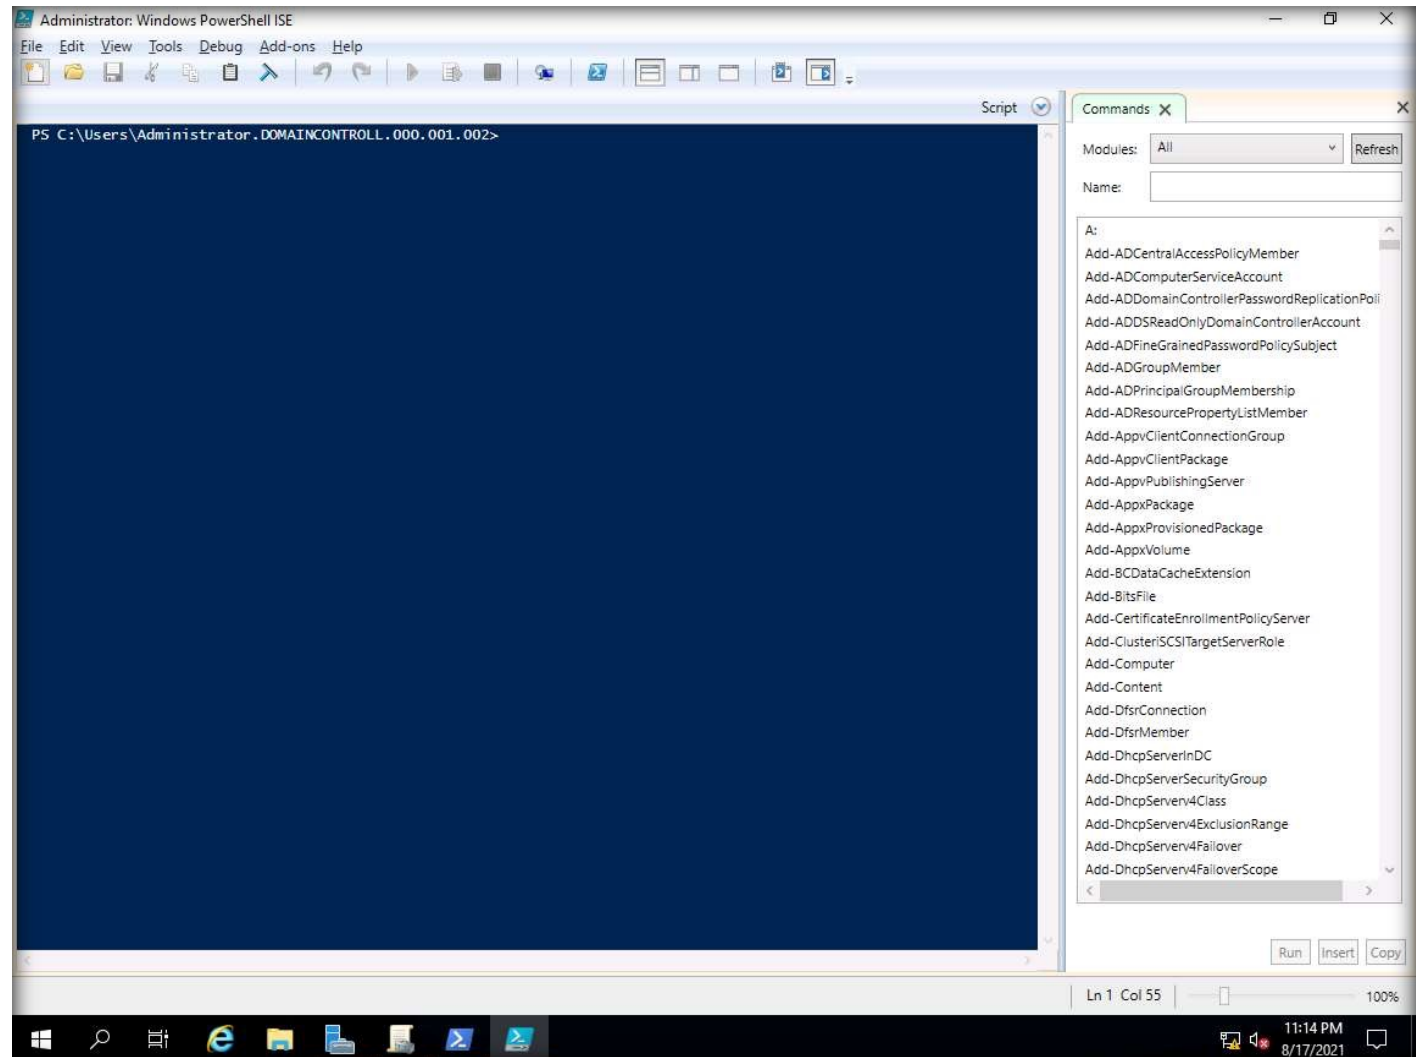 Administrator: Windows PowerShell ISE
File Edit View Tools Debug Add-ons Help
Script
PS C:\Users\Administrator.DOMAINCONTROLL.000.001.002>
Commands
Modules: All Refresh
Name:
A:
Add-ADCentralAccessPolicyMember
Add-ADComputerServiceAccount
Add-ADDomainControllerPasswordReplicationPoli
Add-ADDSReadOnlyDomainControllerAccount
Add-ADFineGrainedPasswordPolicySubject
Add-ADGroupMember
Add-ADPrincipalGroupMembership
Add-ADResourcePropertyListMember
Add-AppvClientConnectionGroup
Add-AppvClientPackage
Add-AppvPublishingServer
Add-AppxPackage
Add-AppxProvisionedPackage
Add-AppxVolume
Add-BCDataCacheExtension
Add-BitsFile
Add-CertificateEnrollmentPolicyServer
Add-ClusteriSCSITargetServerRole
Add-Computer
Add-Content
Add-DfsrConnection
Add-DfsrMember
Add-DhcpServerInDC
Add-DhcpServerSecurityGroup
Add-DhcpServerv4Class
Add-DhcpServerv4ExclusionRange
Add-DhcpServerv4Failover
Add-DhcpServerv4FailoverScope
Run Insert Copy
Ln 1 Col 55 100%
11:14 PM
8/17/2021